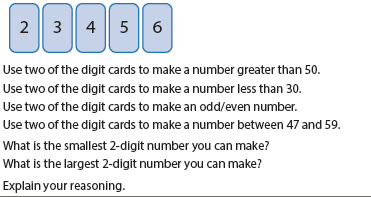 2 3 4 5 6
Use two of the digit cards to make a number greater than 50.
Use two of the digit cards to make a number less than 30.
Use two of the digit cards to make an odd/even number.
Use two of the digit cards to make a number between 47 and 59.
What is the smallest 2-digit number you can make?
What is the largest 2-digit number you can make?
Explain your reasoning.